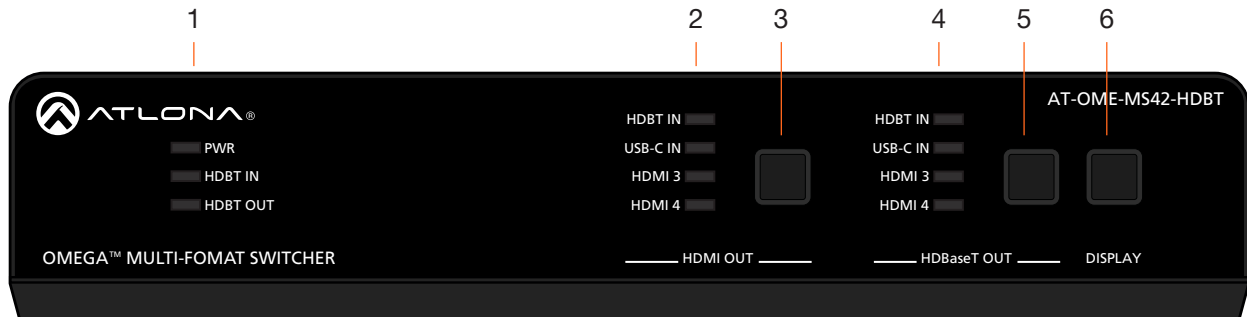 1 2 3 4 5 6
ATLONA®
AT-OME-MS42-HDBT
PWR
HDBT IN
HDBT OUT
HDBT IN
USB-C IN
HDMI 3
HDMI 4
HDMI OUT
HDBT IN
USB-C IN
HDMI 3
HDMI 4
HDBaseT OUT
DISPLAY
OMEGA™ MULTI-FOMAT SWITCHER